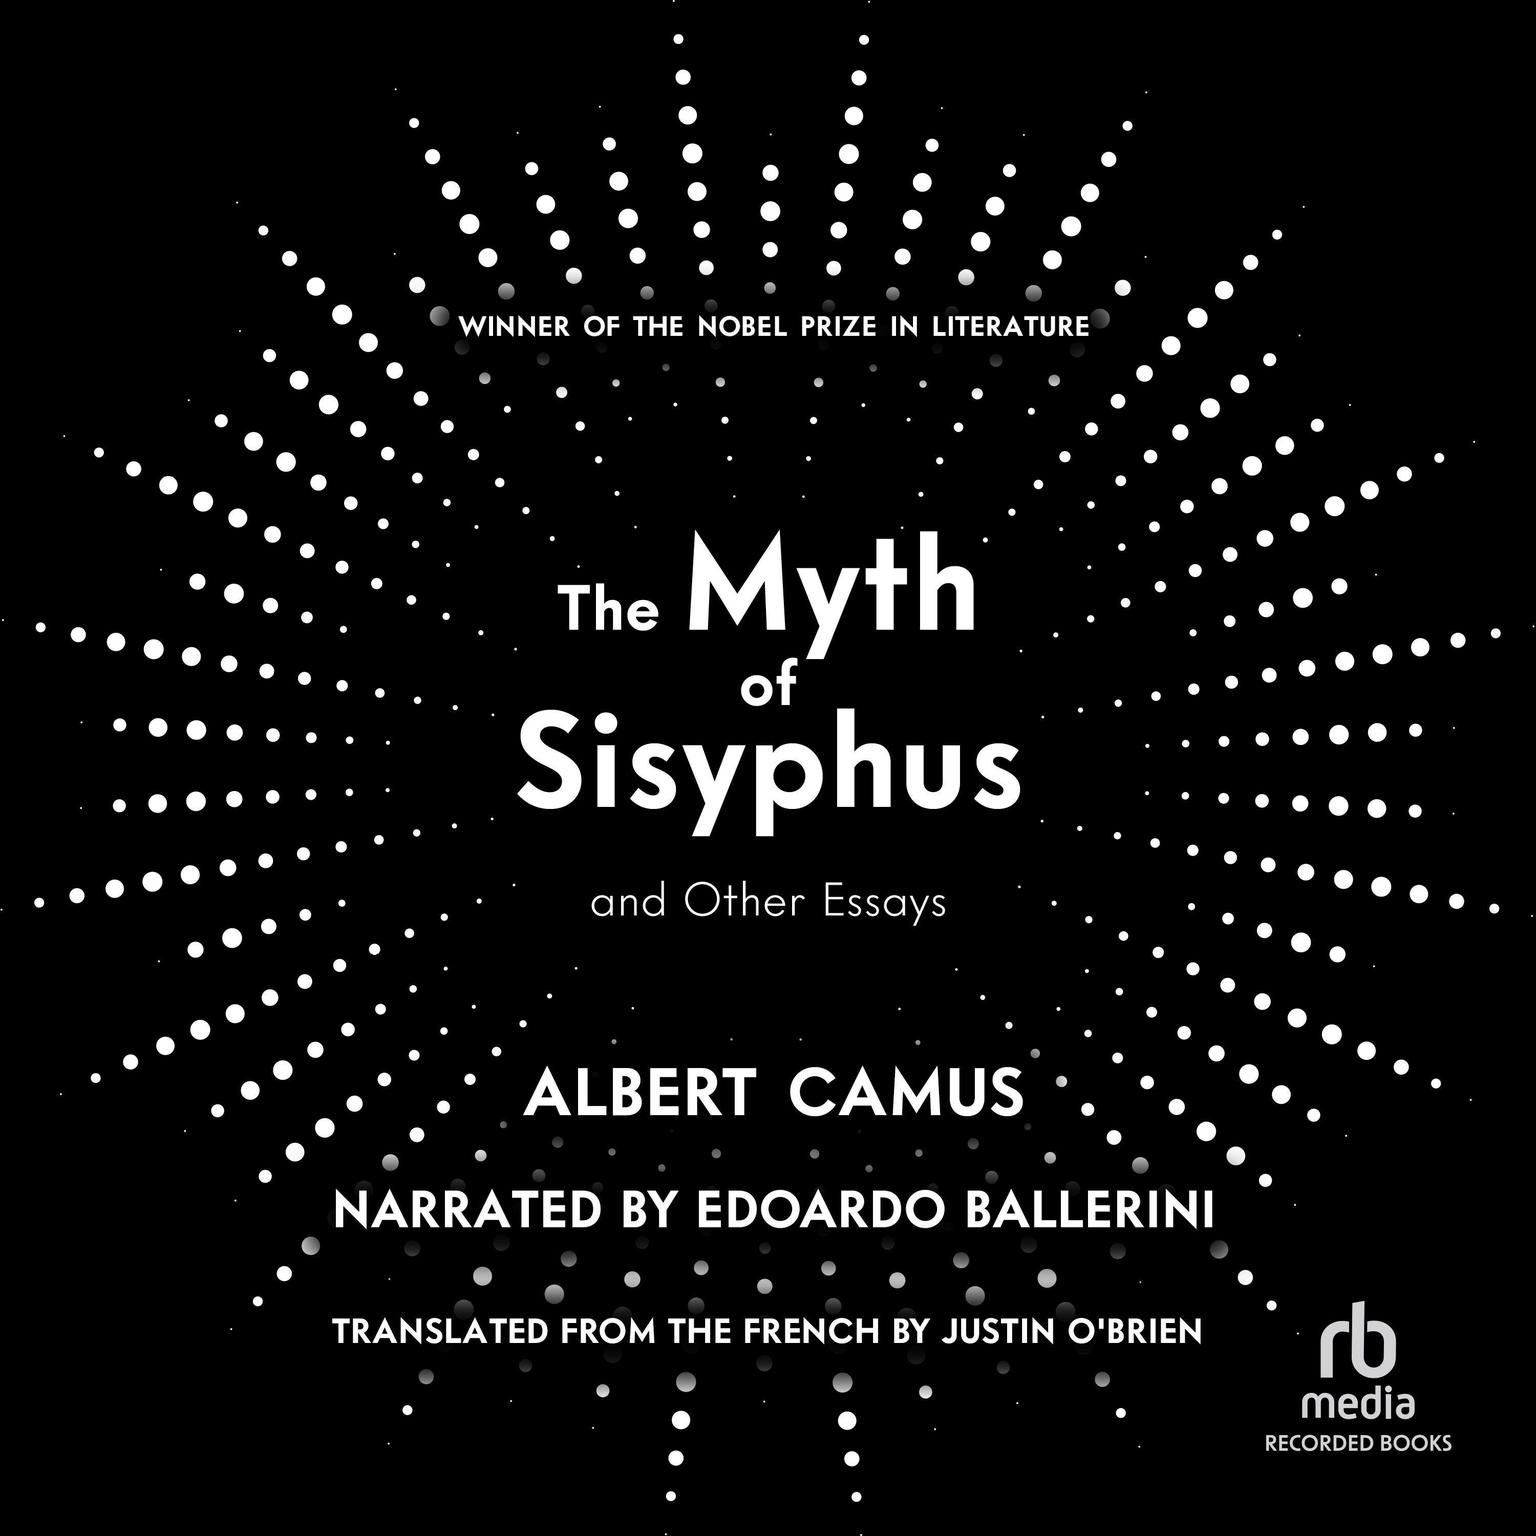 WINNER OF THE NOBEL PRIZE IN LITERATURE
The Myth
of
Sisyphus
and Other Essays
ALBERT CAMUS
NARRATED BY EDOARDO BALLERINI
TRANSLATED FROM THE FRENCH BY JUSTIN O'BRIEN
rb
media
RECORDED BOOKS